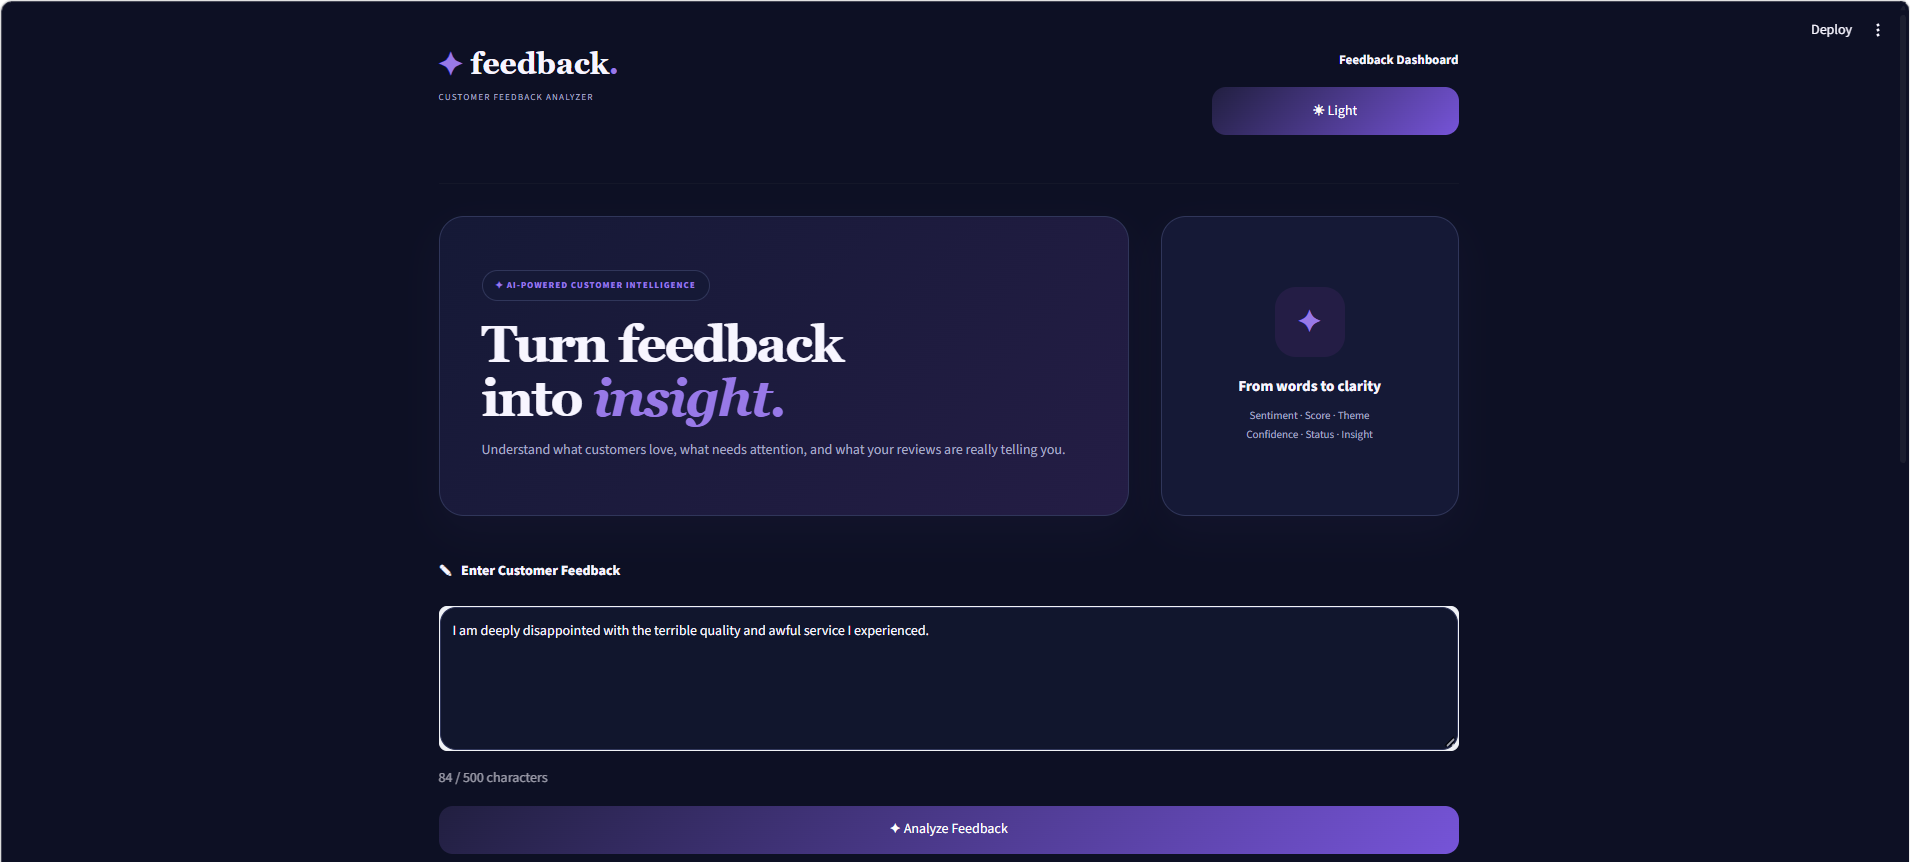 Deploy
feedback.
CUSTOMER FEEDBACK ANALYZER
Feedback Dashboard
☀ Light
✦ AI-POWERED CUSTOMER INTELLIGENCE
Turn feedback
into insight.
Understand what customers love, what needs attention, and what your reviews are really telling you.
From words to clarity
Sentiment · Score · Theme
Confidence · Status · Insight
Enter Customer Feedback
I am deeply disappointed with the terrible quality and awful service I experienced.
84 / 500 characters
✦ Analyze Feedback